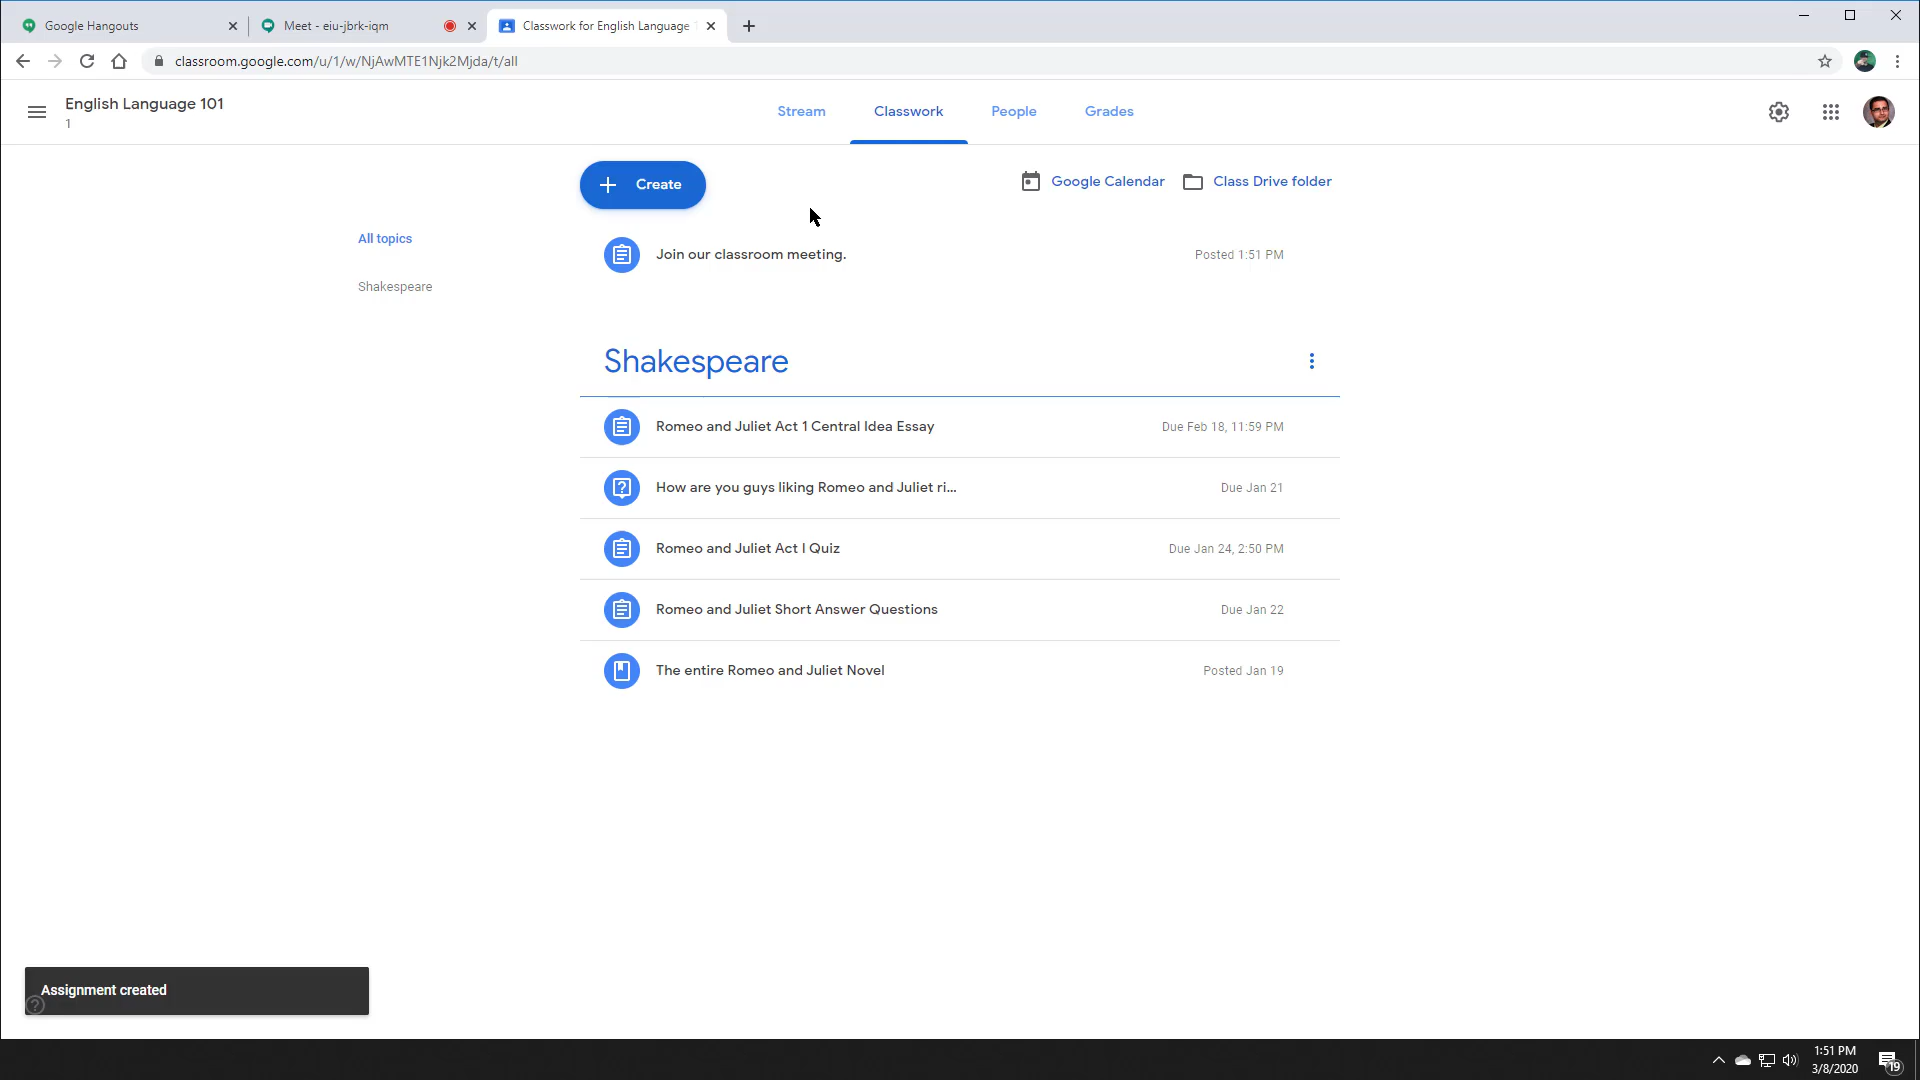 Google Hangouts
Meet - eiu-jbrk-iqm
Classwork for English Language 1
classroom.google.com/u/1/w/NjAwMTE1Njk2Mjda/t/all
English Language 101
1
Stream
Classwork
People
Grades
Create
Google Calendar
Class Drive folder
All topics
Shakespeare
Join our classroom meeting.
Posted 1:51 PM
Shakespeare
Romeo and Juliet Act 1 Central Idea Essay
Due Feb 18, 11:59 PM
How are you guys liking Romeo and Juliet ri...
Due Jan 21
Romeo and Juliet Act I Quiz
Due Jan 24, 2:50 PM
Romeo and Juliet Short Answer Questions
Due Jan 22
The entire Romeo and Juliet Novel
Posted Jan 19
Assignment created
1:51 PM
3/8/2020
19